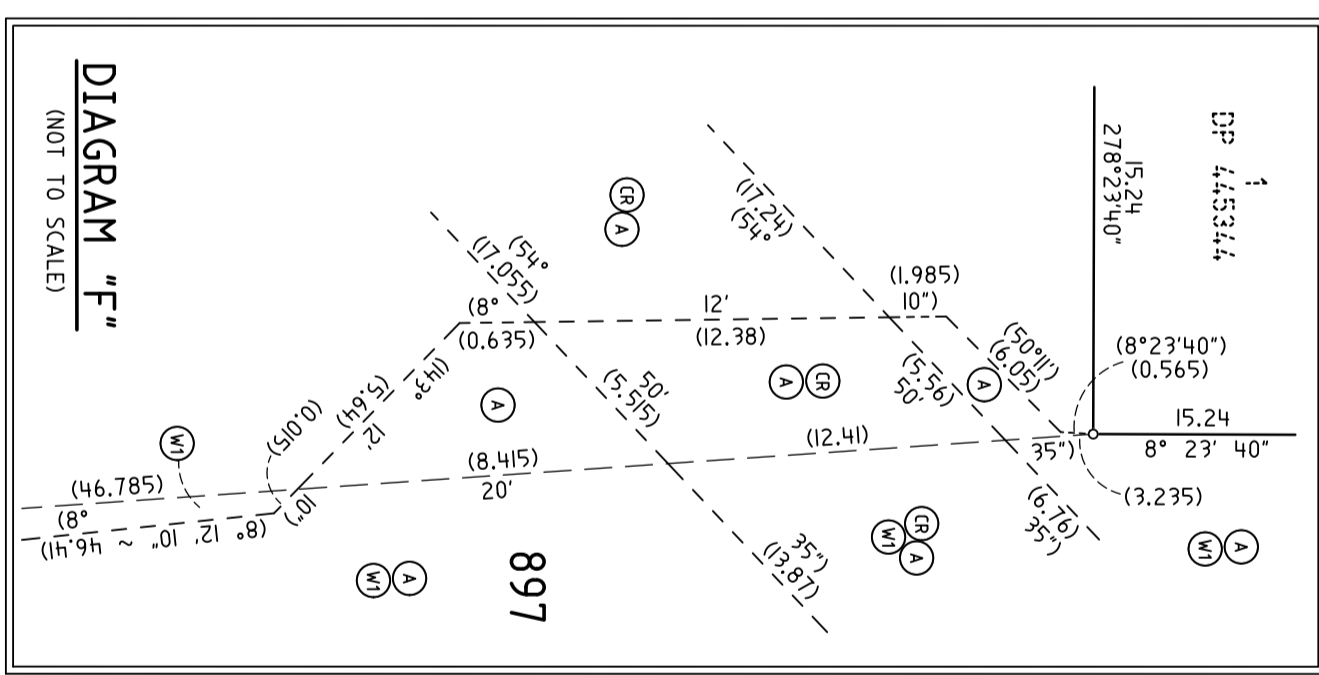 DIAGRAM "F"
(NOT TO SCALE)
1
DP 445344
15.24
278°23'40"
15.24
8° 23' 40"
(8°23'40")
(0.565)
(3.235)
(50°11')
(6.05)
A
(1.985)
10")
12'
(12.38)
(8°
(0.635)
(17.24)
(54°
(5.56)
50'
(6.76)
35")
(54°
(17.055)
50'
(5.515)
35")
(13.87)
CR
A
A
CR
A
(143°
(5.64)
12'
10")
(0.015)
(12.41)
35")
(8.415)
20'
(46.785)
(8°
(8° 12' 10" ~ 46.41)
W1
W1
A
897
CR
W1
A
W1
A